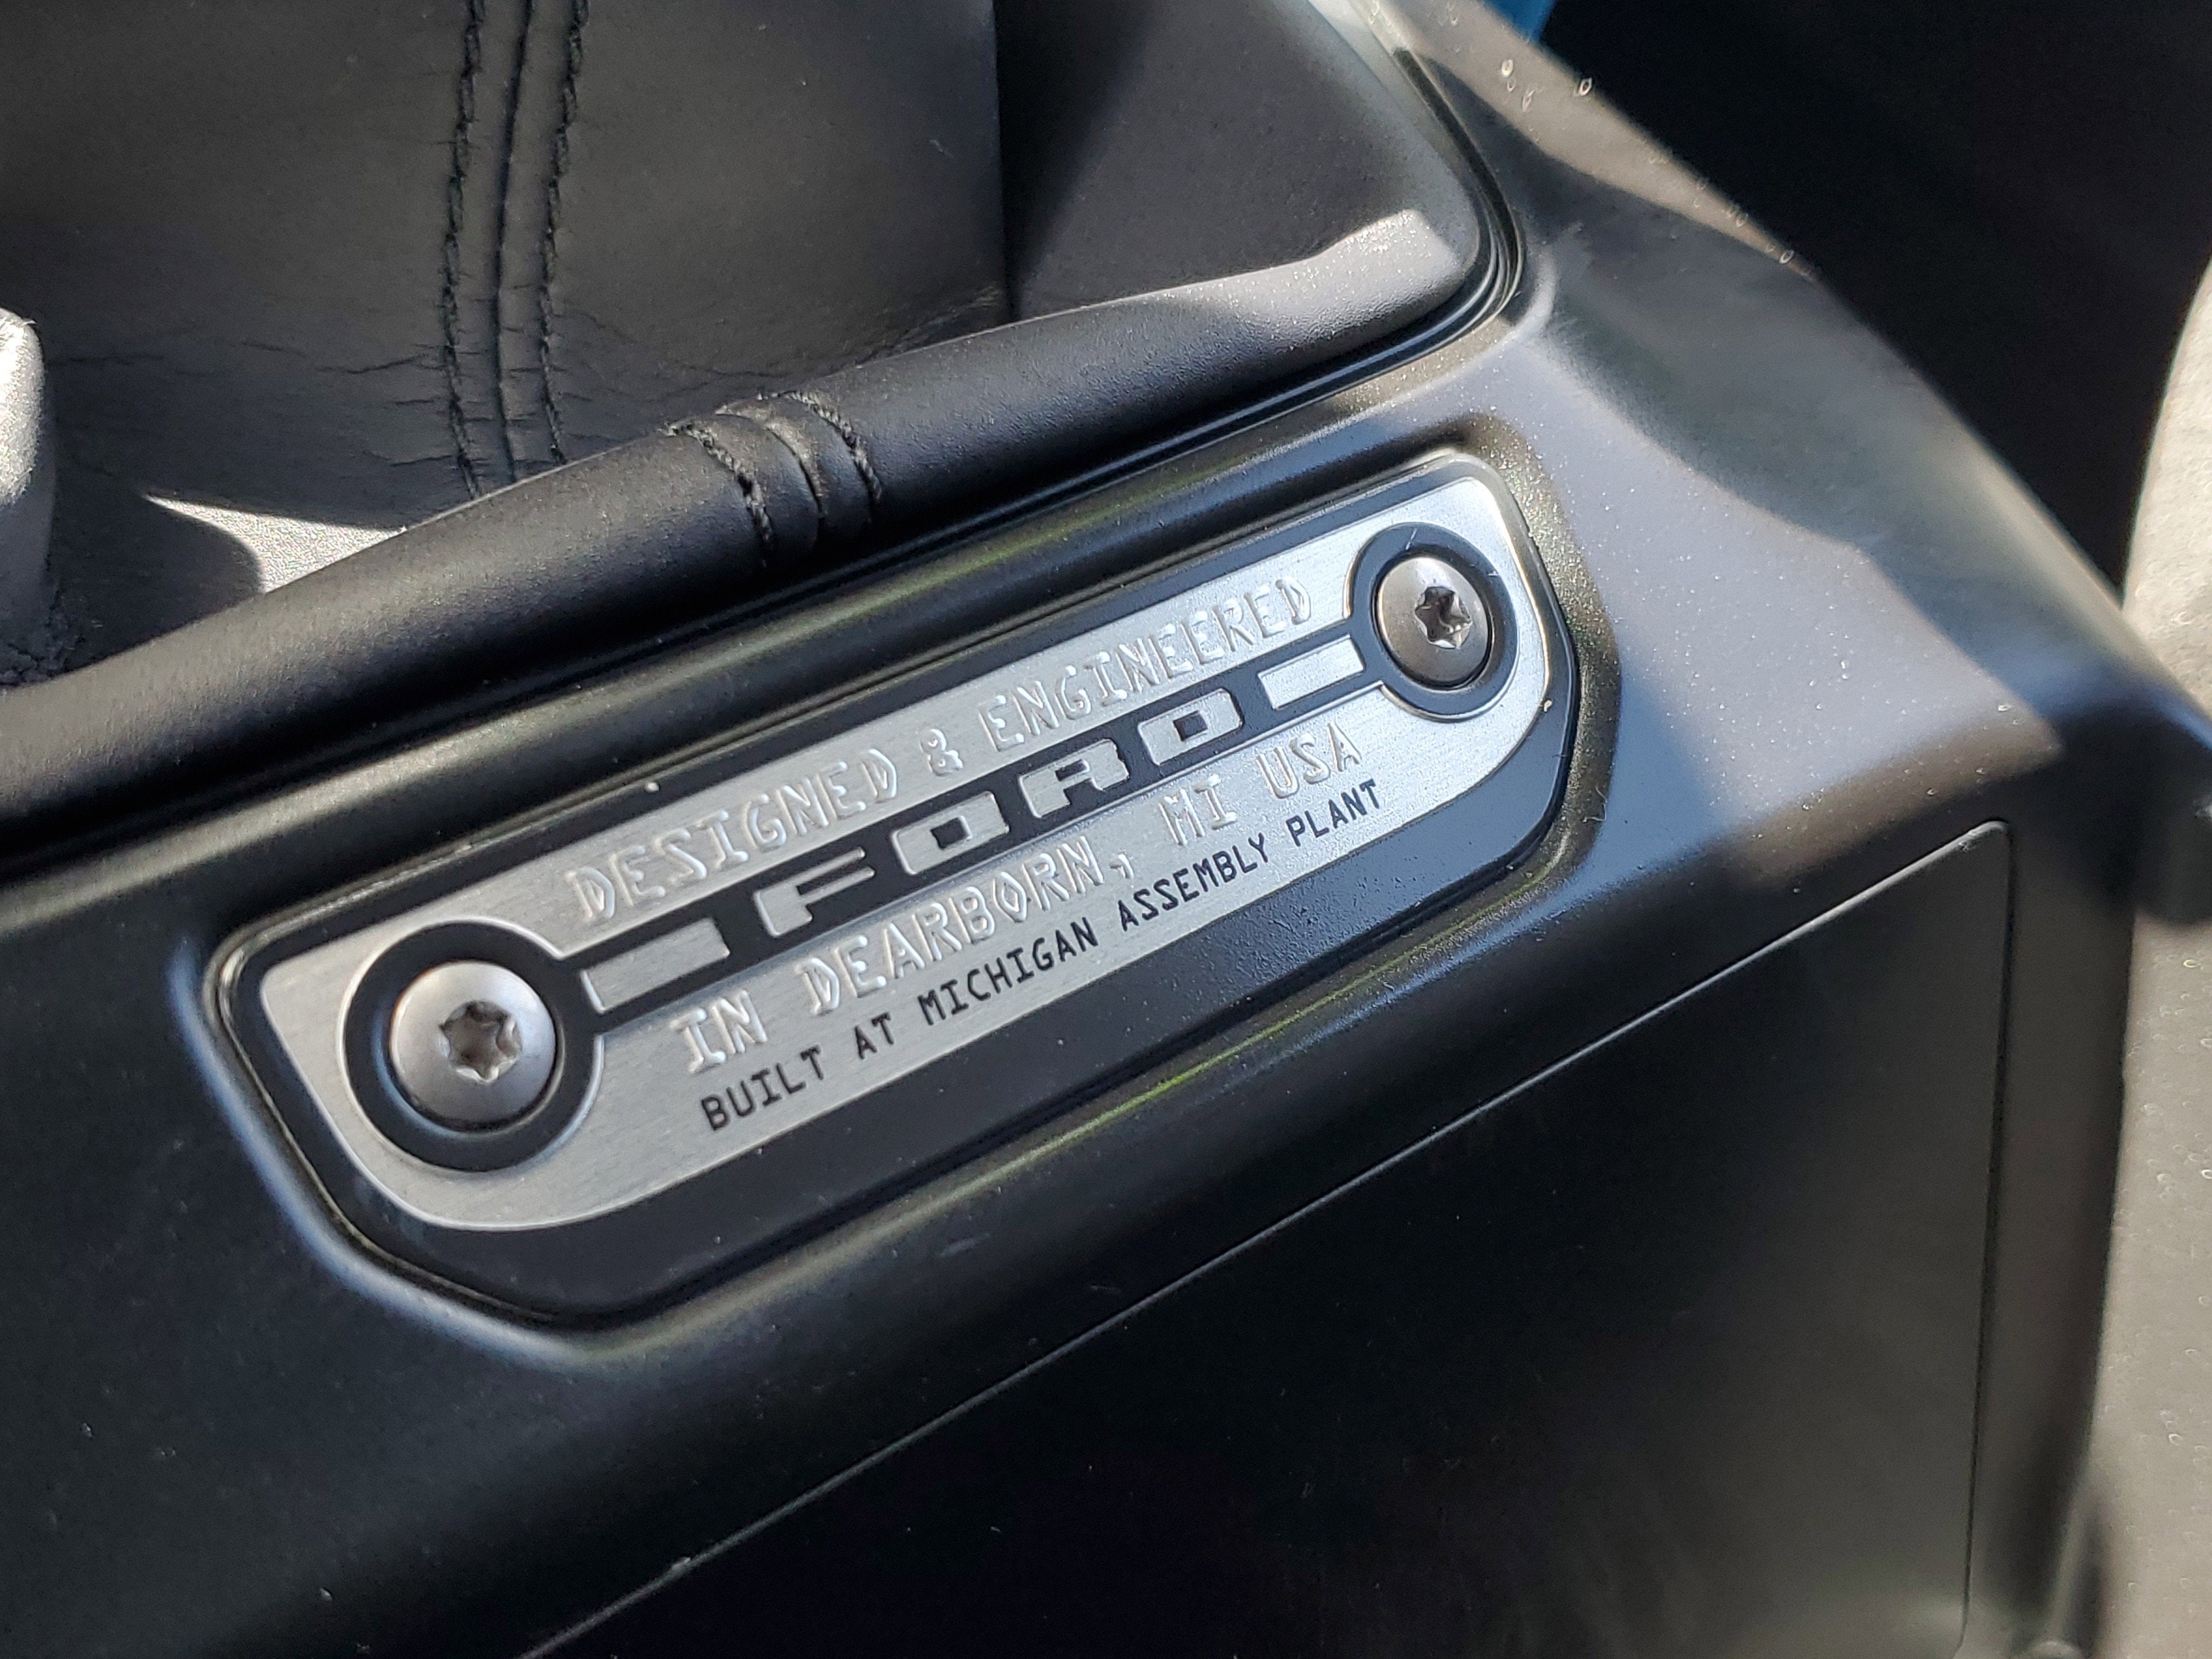 DESIGNED & ENGINEERED
FORD
IN DEARBORN, MI USA
BUILT AT MICHIGAN ASSEMBLY PLANT